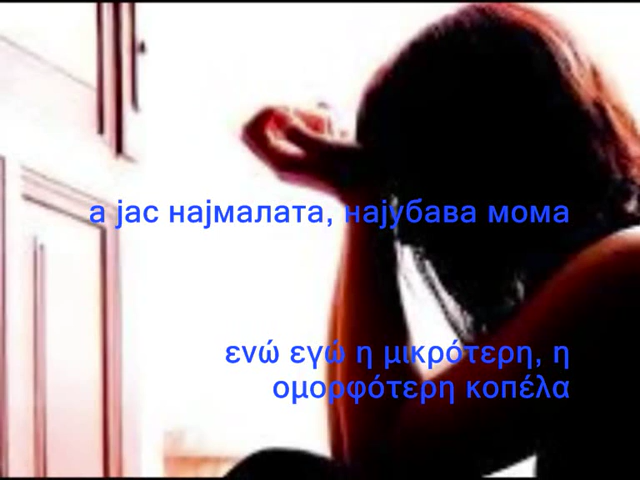 а јас најмалата, најубава мома
ενώ εγώ η μικρότερη, η
ομορφότερη κοπέλα